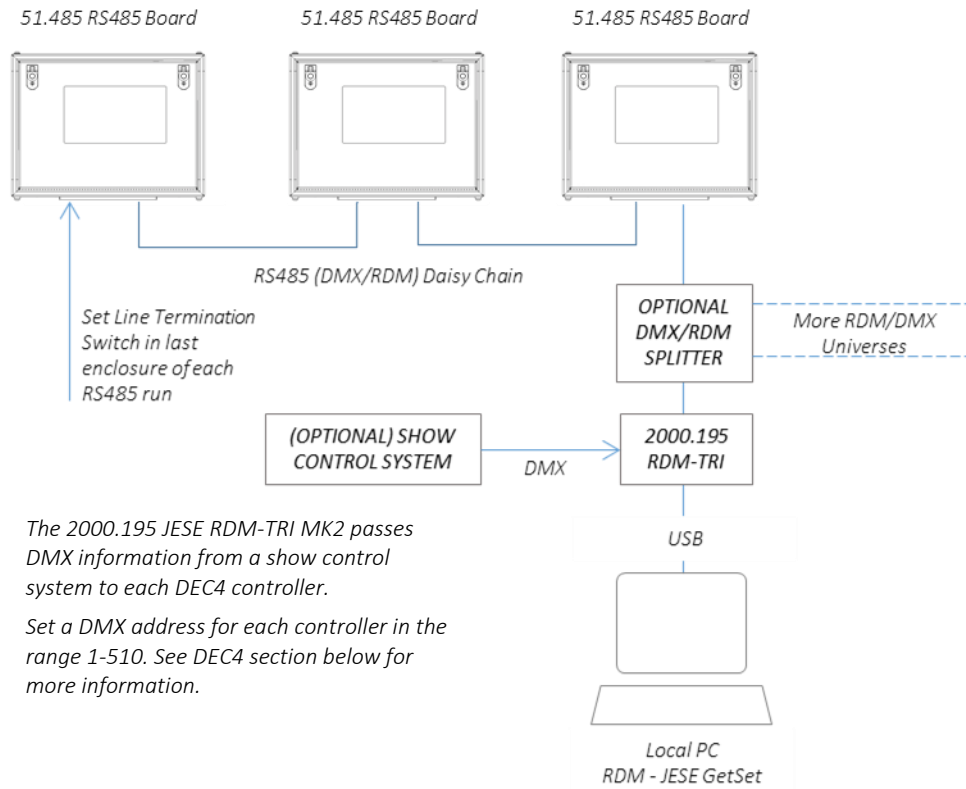 51.485 RS485 Board
51.485 RS485 Board
51.485 RS485 Board
RS485 (DMX/RDM) Daisy Chain
Set Line Termination
Switch in last
enclosure of each
RS485 run
OPTIONAL
DMX/RDM
SPLITTER
More RDM/DMX
Universes
(OPTIONAL) SHOW
CONTROL SYSTEM
DMX
2000.195
RDM-TRI
The 2000.195 JESE RDM-TRI MK2 passes
DMX information from a show control
system to each DEC4 controller.
Set a DMX address for each controller in the
range 1-510. See DEC4 section below for
more information.
USB
Local PC
RDM - JESE GetSet